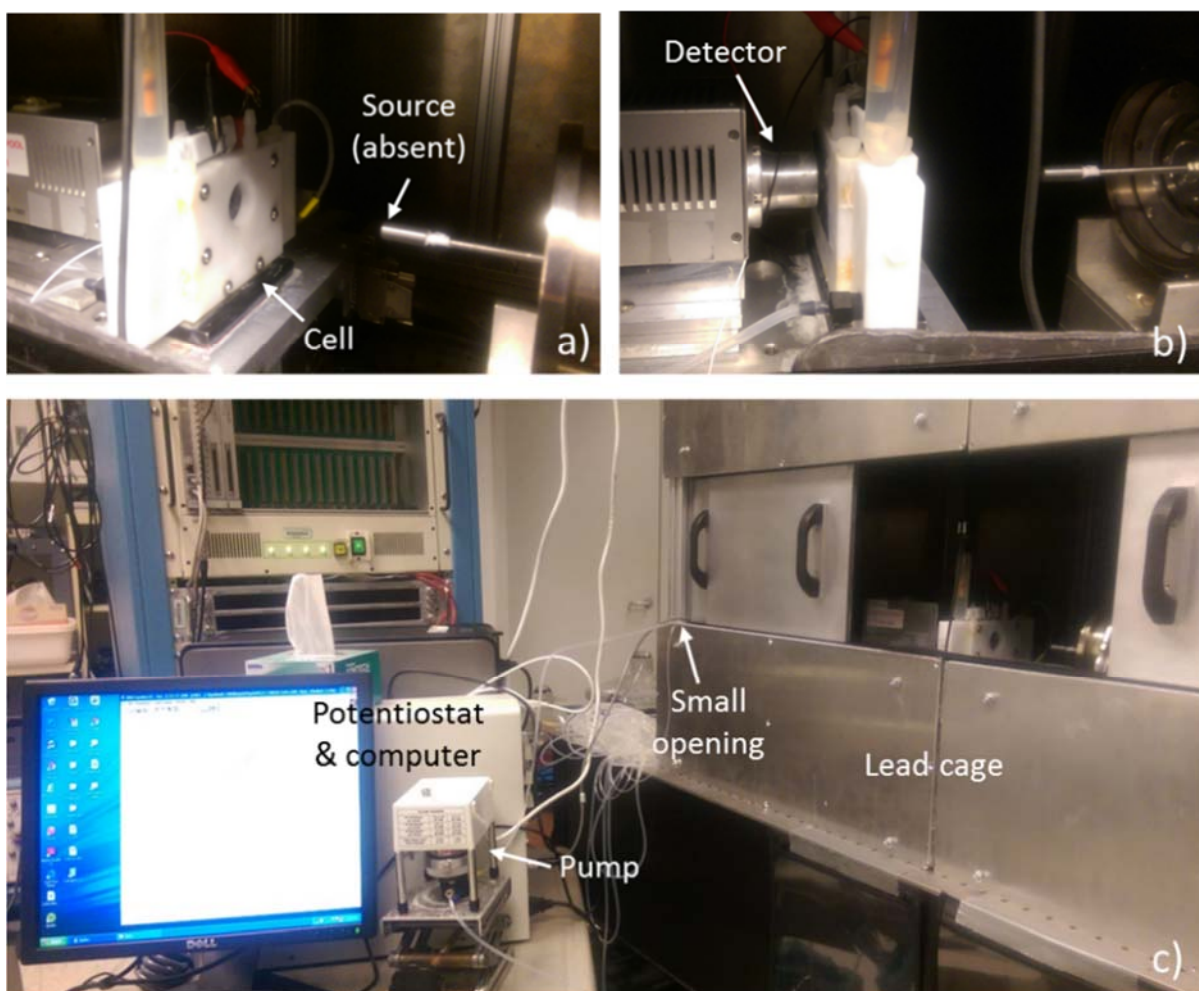 Source
(absent)
Cell
a)
Detector
b)
Potentiostat
& computer
Small
opening
Lead cage
Pump
DELL
c)